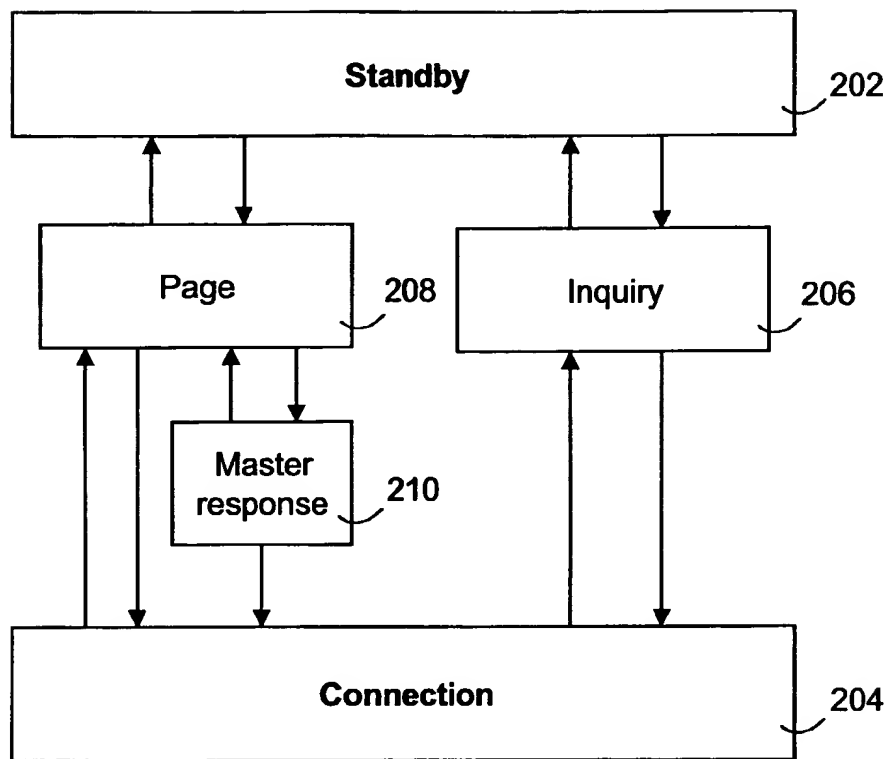 Standby
202
Page
208
Inquiry
206
Master
response
210
Connection
204